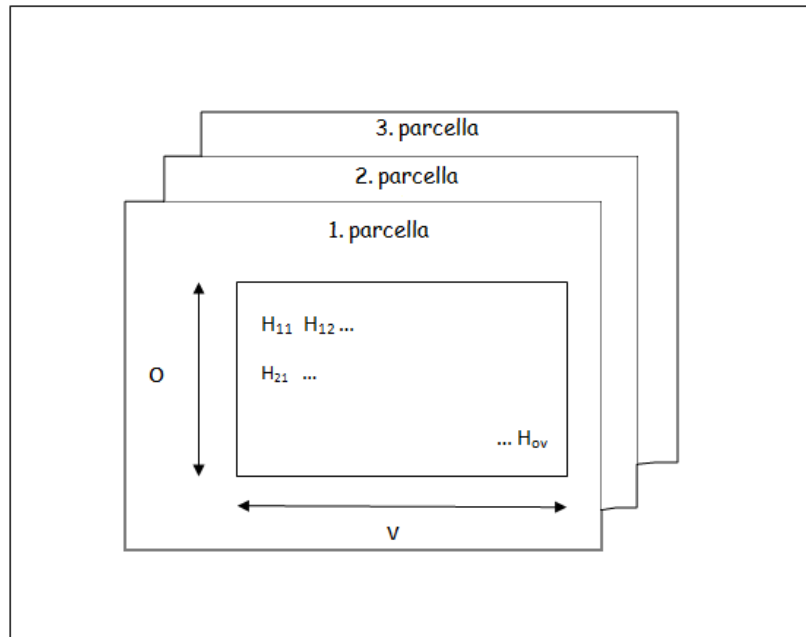 3. parcella
2. parcella
1. parcella
H₁₁ H₁₂ ...
O
H₂₁ ...
... Hₒᵥ
V